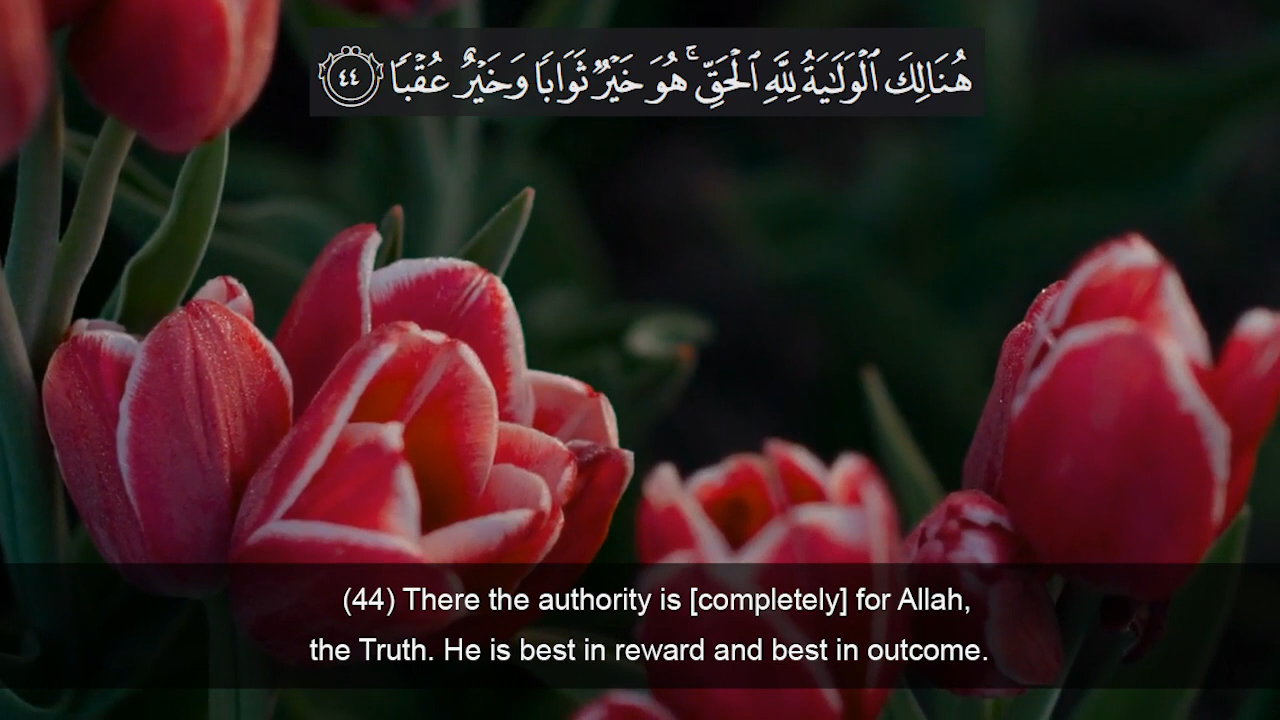 هُنَالِكَ ٱلْوَلَـٰيَةُ لِلَّهِ ٱلْحَقِّ ۚ هُوَ خَيْرٌ ثَوَابًا وَخَيْرٌ عُقْبًا ٤٤
(44) There the authority is [completely] for Allah,
the Truth. He is best in reward and best in outcome.